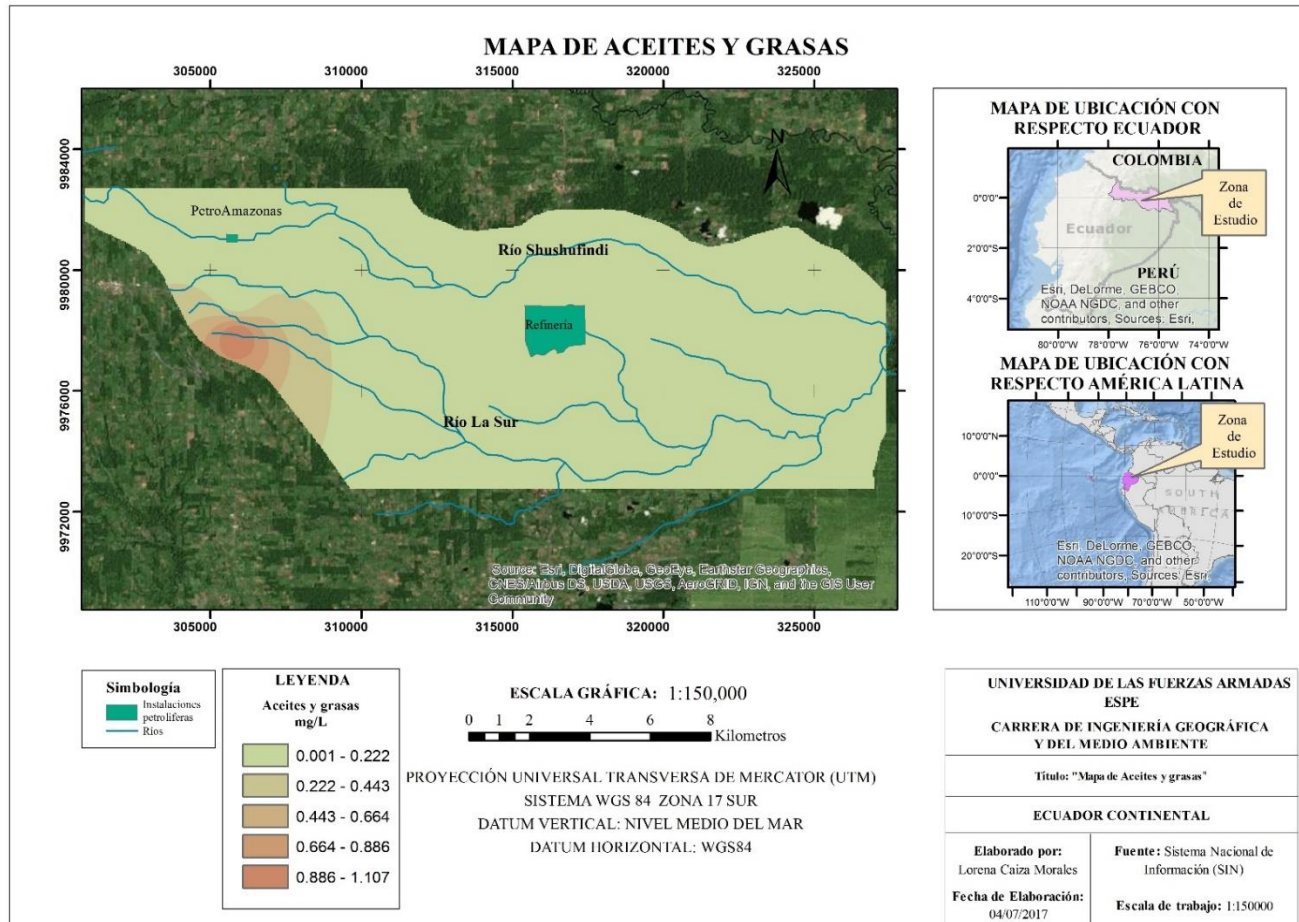 MAPA DE ACEITES Y GRASAS
305000 310000 315000 320000 325000
9984000
9980000
9976000
9972000
N
PetroAmazonas
Río Shushufindi
Refinería
Río La Sur
Source: Esri, DigitalGlobe, GeoEye, Earthstar Geographics,
CNES/Airbus DS, USDA, USGS, AeroGRID, IGN, and the GIS User
Community
305000 310000 315000 320000 325000
MAPA DE UBICACIÓN CON
RESPECTO ECUADOR
COLOMBIA
Zona
de
Estudio
Ecuador
PERÚ
Esri, DeLorme, GEBCO,
NOAA NGDC, and other
contributors, Sources: Esri,
0°0'0"S
2°0'0"S
4°0'0"S
80°0'0"W 78°0'0"W 76°0'0"W 74°0'0"W
MAPA DE UBICACIÓN CON
RESPECTO AMÉRICA LATINA
Zona
de
Estudio
SOUTH
AMERICA
Esri, DeLorme, GEBCO,
NOAA NGDC, and other
contributors, Sources: Esri,
10°0'0"N
0°0'0"S
10°0'0"S
20°0'0"S
110°0'0"W 90°0'0"W 70°0'0"W 50°0'0"W
Simbología
Instalaciones
petroliferas
Ríos
LEYENDA
Aceites y grasas
mg/L
0.001 - 0.222
0.222 - 0.443
0.443 - 0.664
0.664 - 0.886
0.886 - 1.107
ESCALA GRÁFICA: 1:150,000
0 1 2 4 6 8
Kilometros
PROYECCIÓN UNIVERSAL TRANSVERSA DE MERCATOR (UTM)
SISTEMA WGS 84 ZONA 17 SUR
DATUM VERTICAL: NIVEL MEDIO DEL MAR
DATUM HORIZONTAL: WGS84
UNIVERSIDAD DE LAS FUERZAS ARMADAS
ESPE
CARRERA DE INGENIERÍA GEOGRÁFICA
Y DEL MEDIO AMBIENTE
Título: "Mapa de Aceites y grasas"
ECUADOR CONTINENTAL
Elaborado por:
Lorena Caiza Morales
Fecha de Elaboración:
04/07/2017
Fuente: Sistema Nacional de
Información (SIN)
Escala de trabajo: 1:150000